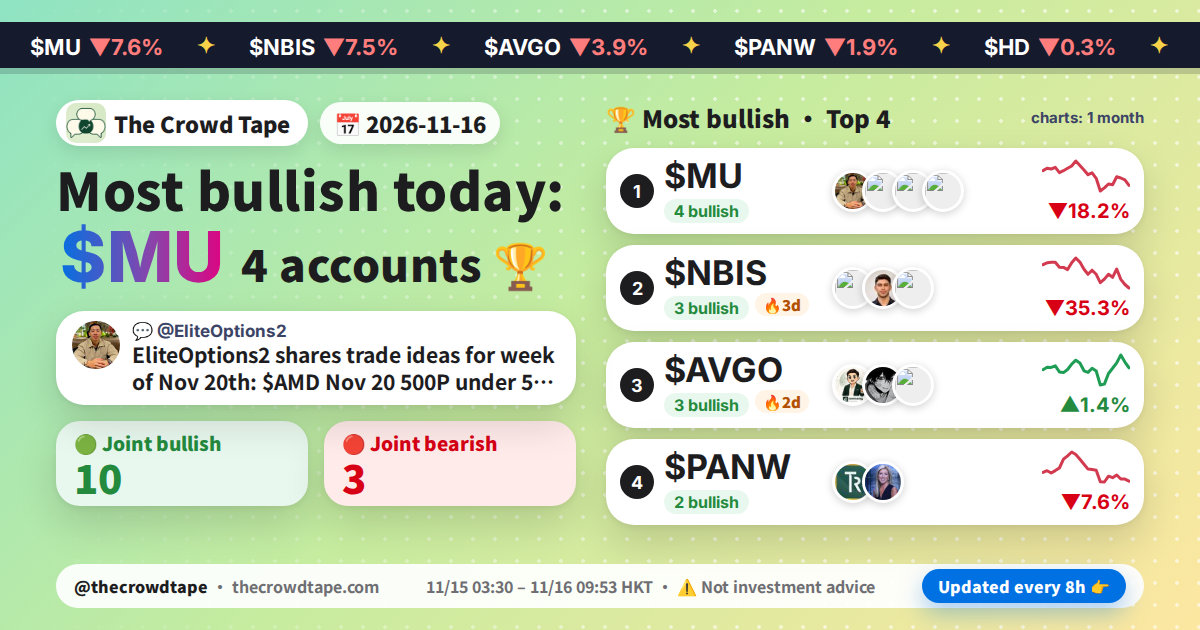 $MU ▼7.6% ✦ $NBIS ▼7.5% ✦ $AVGO ▼3.9% ✦ $PANW ▼1.9% ✦ $HD ▼0.3% ✦
The Crowd Tape
📅 2026-11-16
Most bullish today:
$MU 4 accounts 🏆
💬 @EliteOptions2
EliteOptions2 shares trade ideas for week
of Nov 20th: $AMD Nov 20 500P under 5⋯
🟢 Joint bullish
10
🔴 Joint bearish
3
🏆 Most bullish • Top 4
charts: 1 month
1
$MU
4 bullish
▼18.2%
2
$NBIS
3 bullish
🔥3d
▼35.3%
3
$AVGO
3 bullish
🔥2d
▲1.4%
4
$PANW
2 bullish
TR
▼7.6%
@thecrowdtape • thecrowdtape.com
11/15 03:30 – 11/16 09:53 HKT • ⚠️ Not investment advice
Updated every 8h 👉